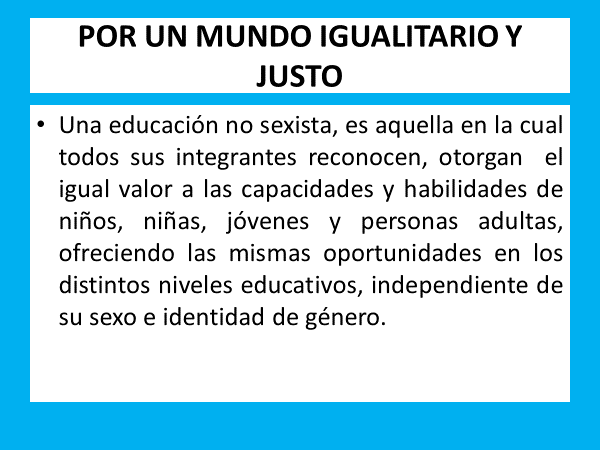 POR UN MUNDO IGUALITARIO Y
JUSTO
• Una educación no sexista, es aquella en la cual
todos sus integrantes reconocen, otorgan el
igual valor a las capacidades y habilidades de
niños, niñas, jóvenes y personas adultas,
ofreciendo las mismas oportunidades en los
distintos niveles educativos, independiente de
su sexo e identidad de género.